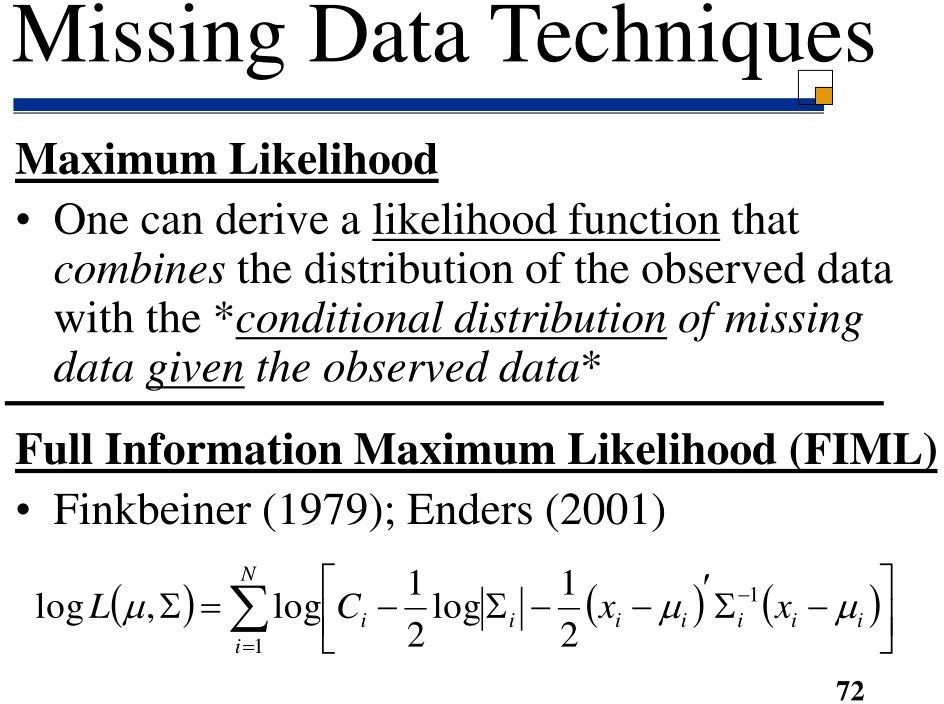 Missing Data Techniques
Maximum Likelihood
• One can derive a likelihood function that
combines the distribution of the observed data
with the *conditional distribution of missing
data given the observed data*
Full Information Maximum Likelihood (FIML)
• Finkbeiner (1979); Enders (2001)
log L(μ, Σ) = ∑_{i=1}^{N} log[ C_i − 1/2 log|Σ_i| − 1/2 (x_i − μ_i)′ Σ_i^{−1} (x_i − μ_i) ]
72